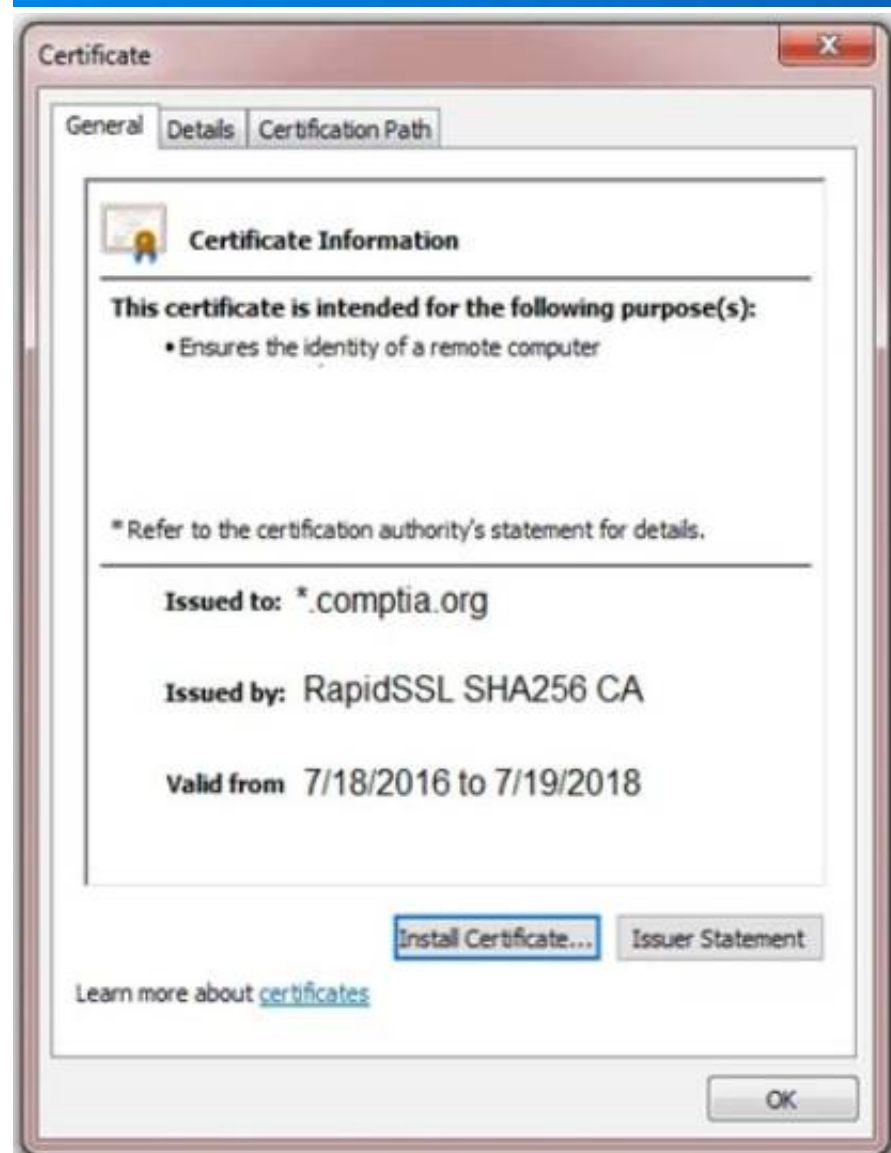 Certificate
General Details Certification Path
Certificate Information
This certificate is intended for the following purpose(s):
• Ensures the identity of a remote computer
* Refer to the certification authority's statement for details.
Issued to: *.comptia.org
Issued by: RapidSSL SHA256 CA
Valid from 7/18/2016 to 7/19/2018
Install Certificate... Issuer Statement
Learn more about certificates
OK